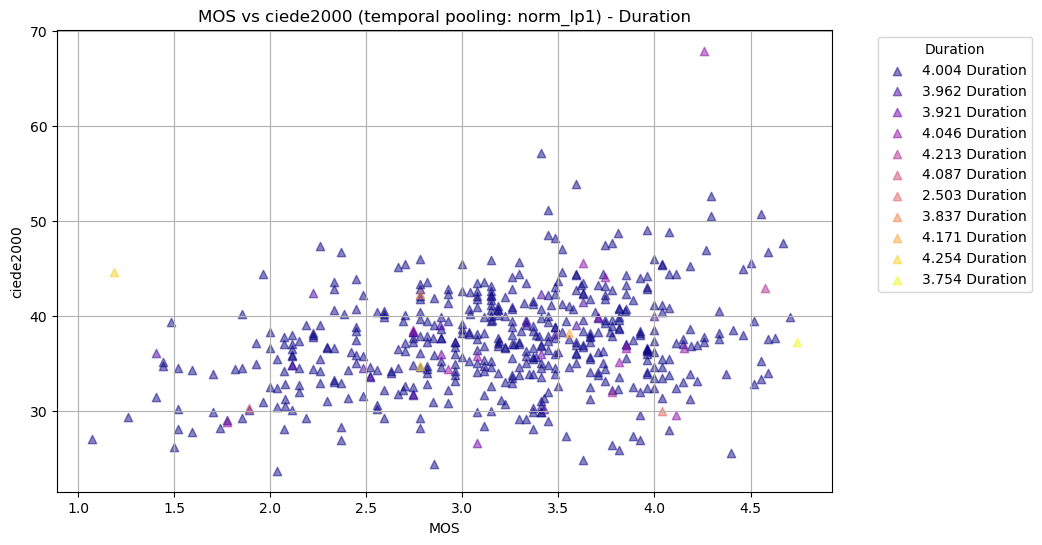 MOS vs ciede2000 (temporal pooling: norm_lp1) - Duration
70
60
50
40
30
ciede2000
1.0 1.5 2.0 2.5 3.0 3.5 4.0 4.5
MOS
Duration
4.004 Duration
3.962 Duration
3.921 Duration
4.046 Duration
4.213 Duration
4.087 Duration
2.503 Duration
3.837 Duration
4.171 Duration
4.254 Duration
3.754 Duration